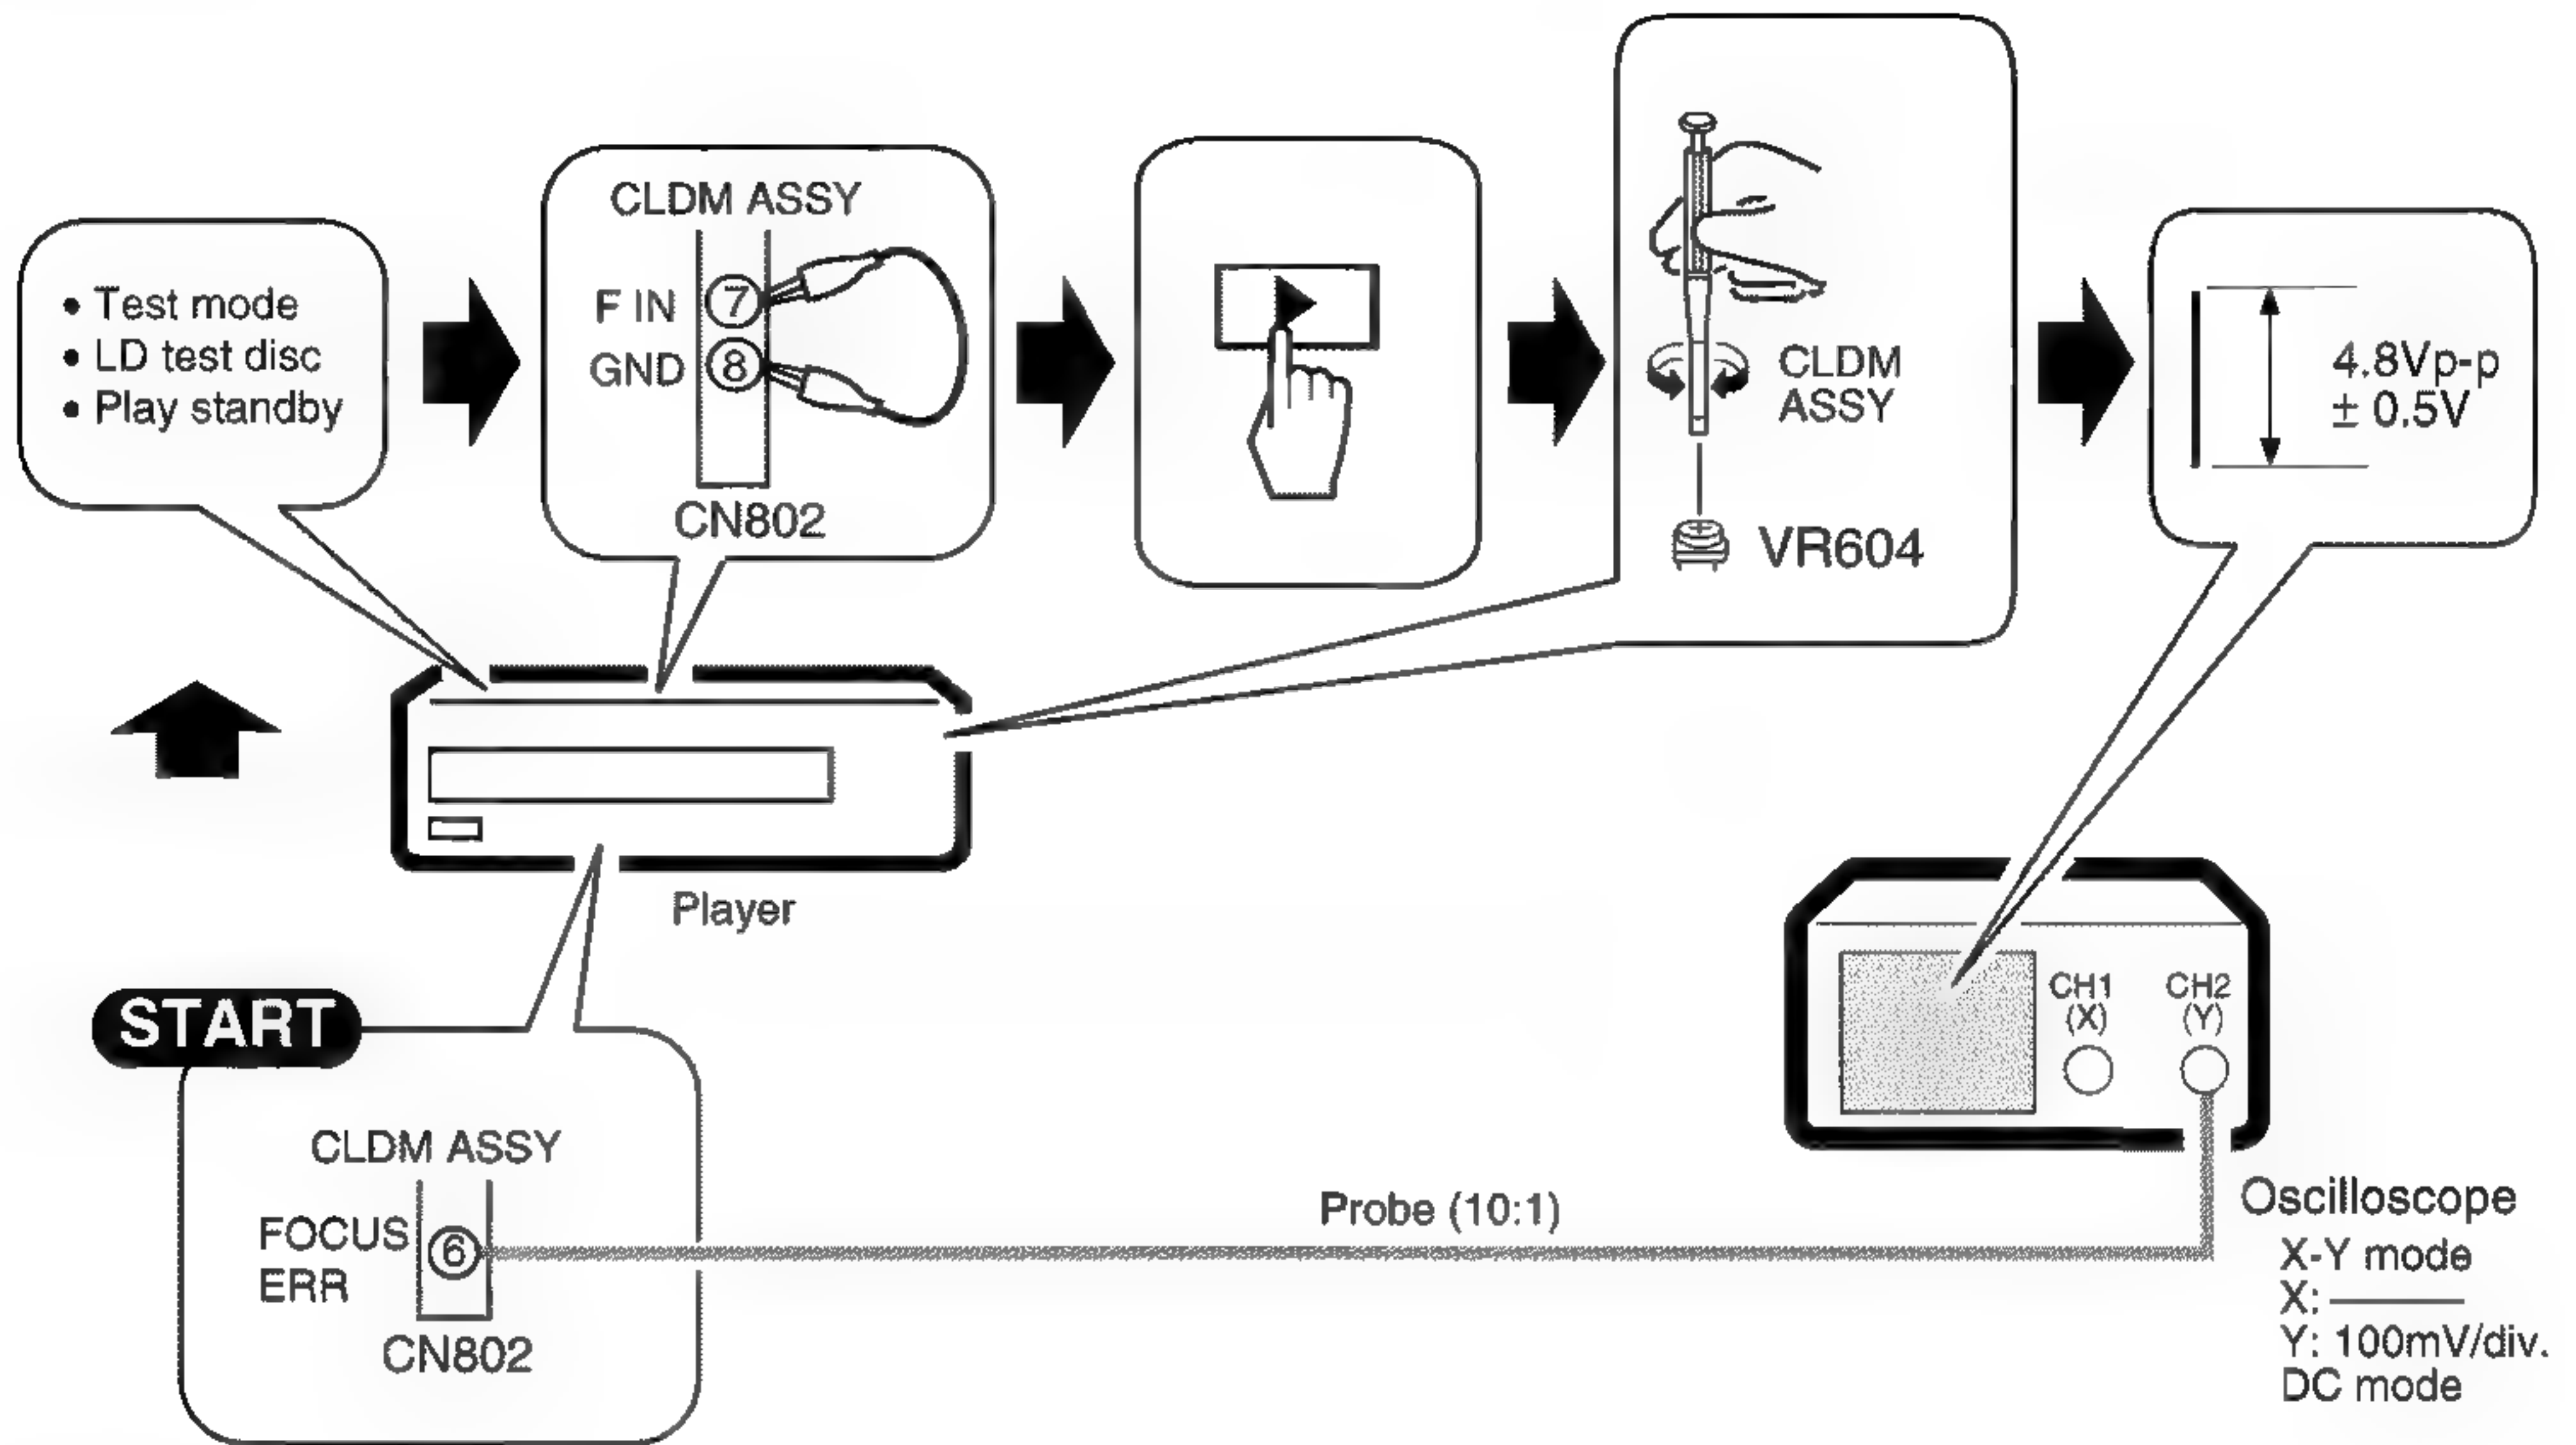 • Test mode
• LD test disc
• Play standby
CLDM ASSY
F IN ⑦
GND ⑧
CN802
CLDM
ASSY
VR604
4.8Vp-p
± 0.5V
Player
START
CLDM ASSY
FOCUS
ERR
⑥
CN802
Probe (10:1)
CH1
(X)
CH2
(Y)
Oscilloscope
X-Y mode
X: ———
Y: 100mV/div.
DC mode